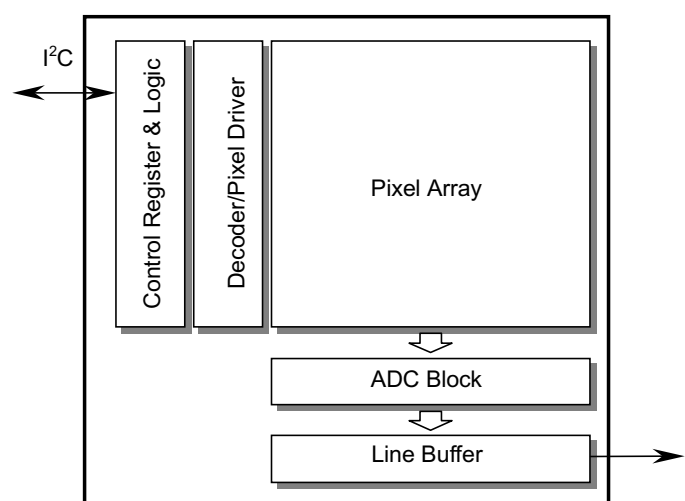 I²C
Control Register & Logic
Decoder/Pixel Driver
Pixel Array
ADC Block
Line Buffer